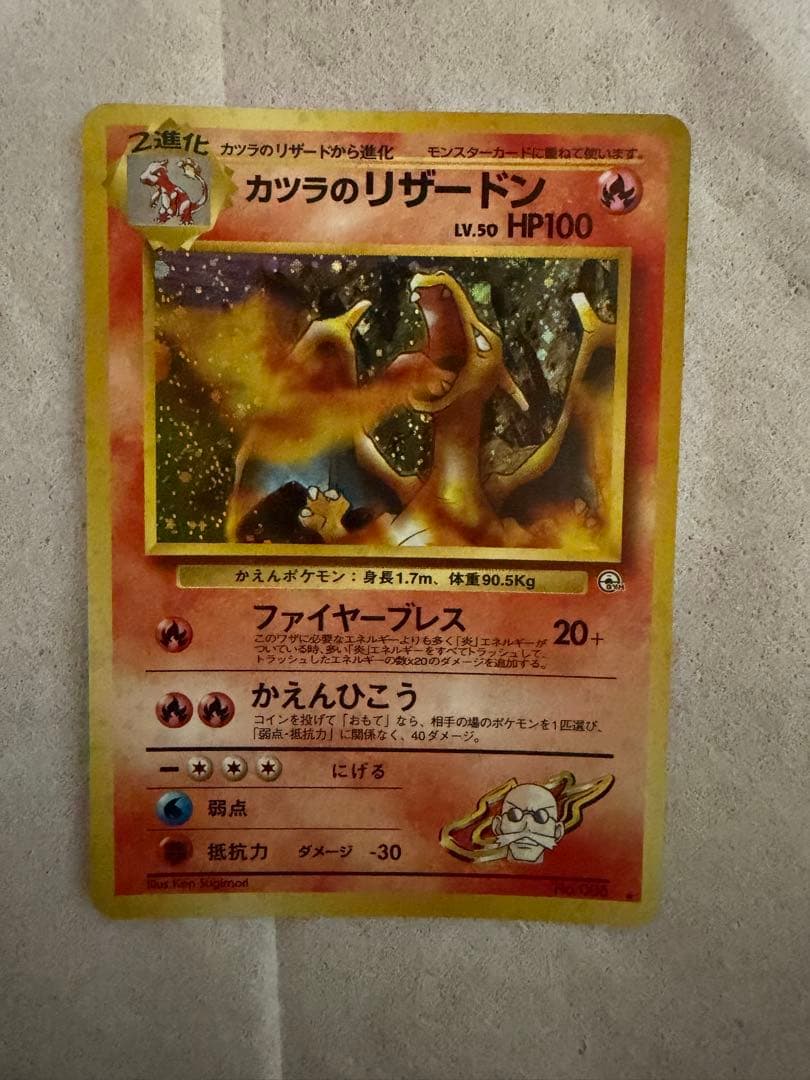 2進化
カツラのリザードから進化
モンスターカードに重ねて使います。
カツラのリザードン
LV.50 HP100
かえんポケモン：身長1.7m、体重90.5Kg
GYM
ファイヤーブレス
20+
このワザに必要なエネルギーよりも多く「炎」エネルギーが
ついている時、多い「炎」エネルギーをすべてトラッシュして、
トラッシュしたエネルギーの数×20のダメージを追加する。
かえんひこう
コインを投げて「おもて」なら、相手の場のポケモンを1匹選び、
「弱点・抵抗力」に関係なく、40ダメージ。
ー にげる
弱点
抵抗力 ダメージ -30
Illus. Ken Sugimori
No.006